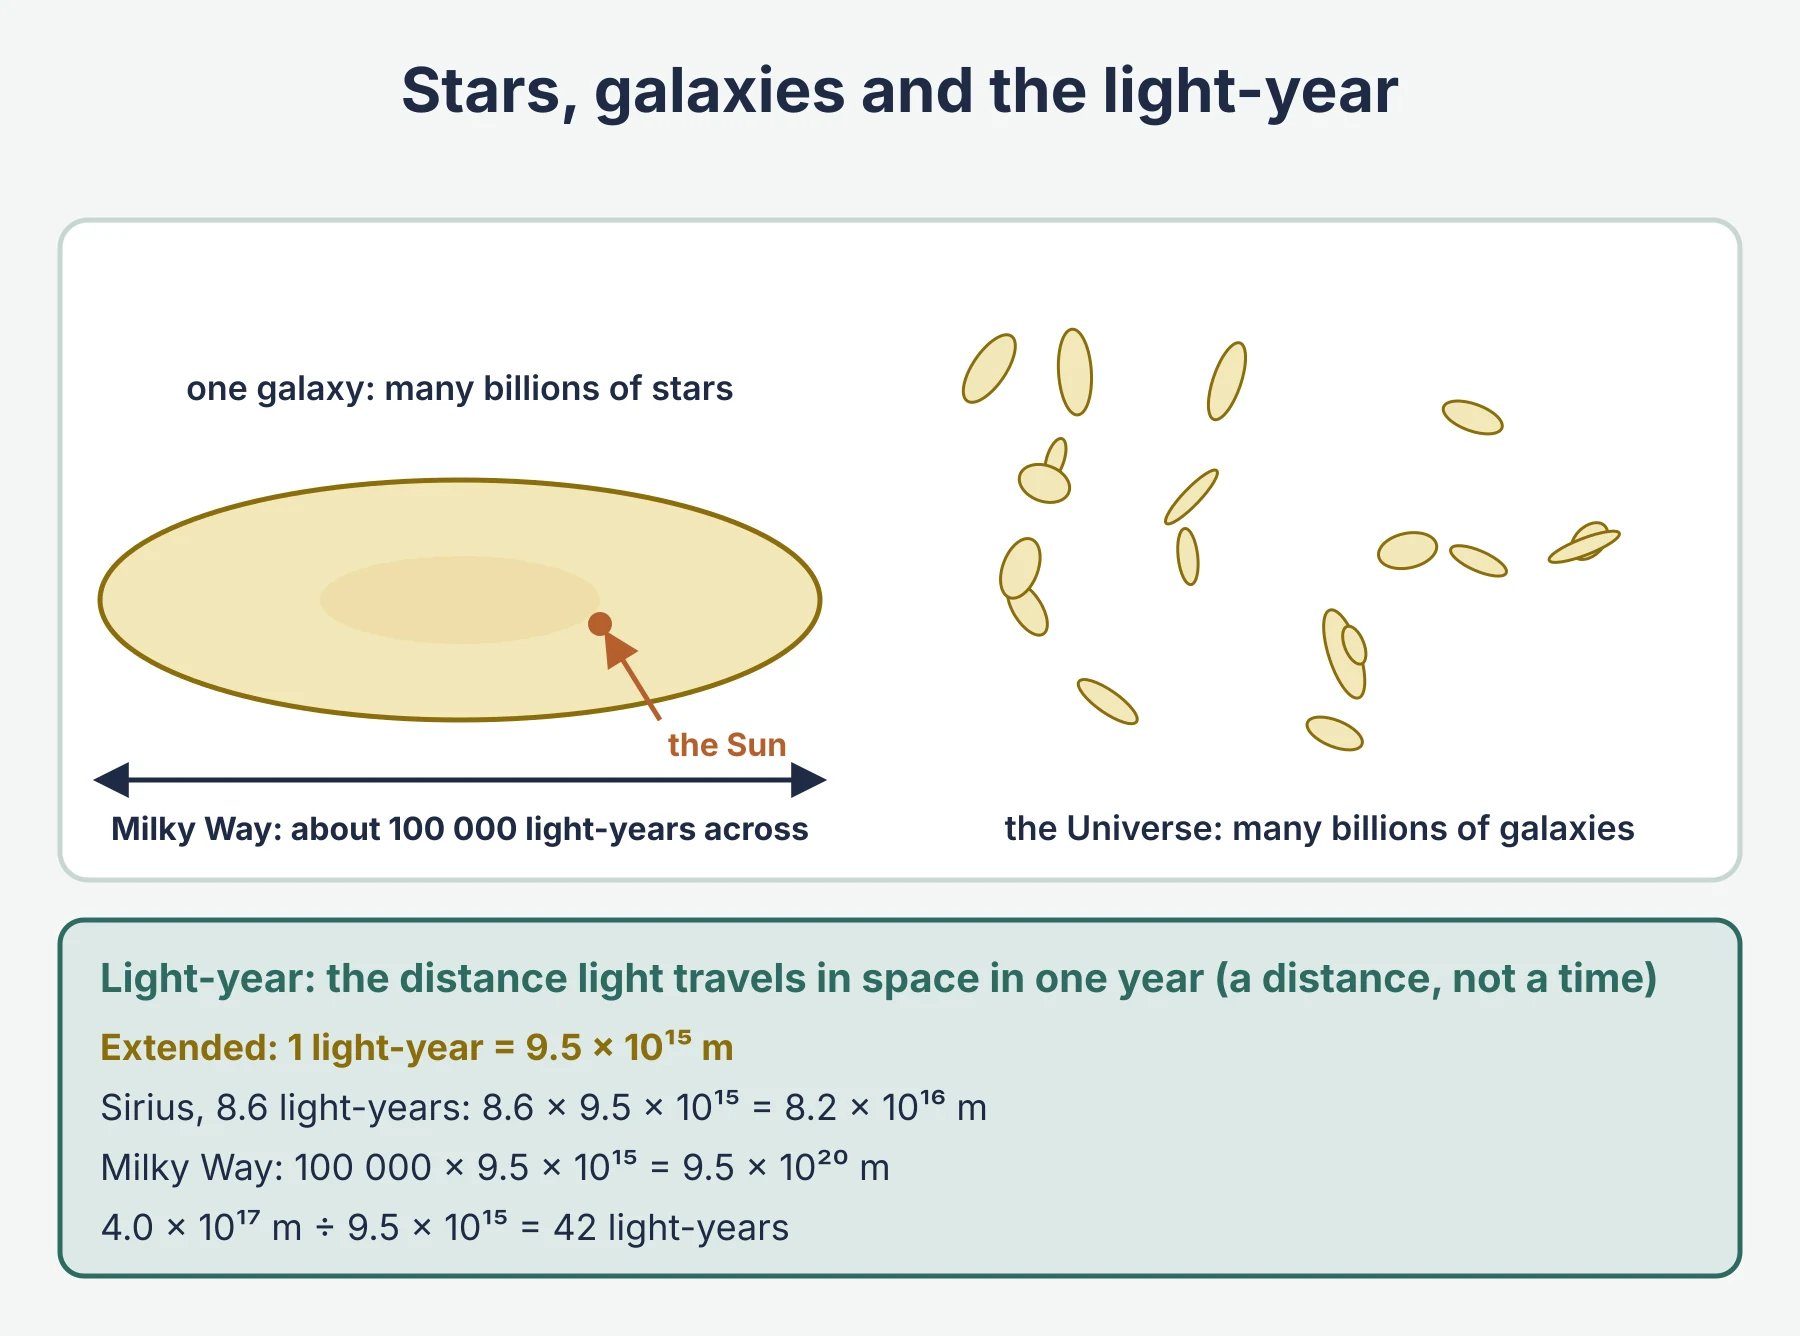 Stars, galaxies and the light-year
one galaxy: many billions of stars
the Sun
Milky Way: about 100 000 light-years across
the Universe: many billions of galaxies
Light-year: the distance light travels in space in one year (a distance, not a time)
Extended: 1 light-year = 9.5 × 10¹⁵ m
Sirius, 8.6 light-years: 8.6 × 9.5 × 10¹⁵ = 8.2 × 10¹⁶ m
Milky Way: 100 000 × 9.5 × 10¹⁵ = 9.5 × 10²⁰ m
4.0 × 10¹⁷ m ÷ 9.5 × 10¹⁵ = 42 light-years